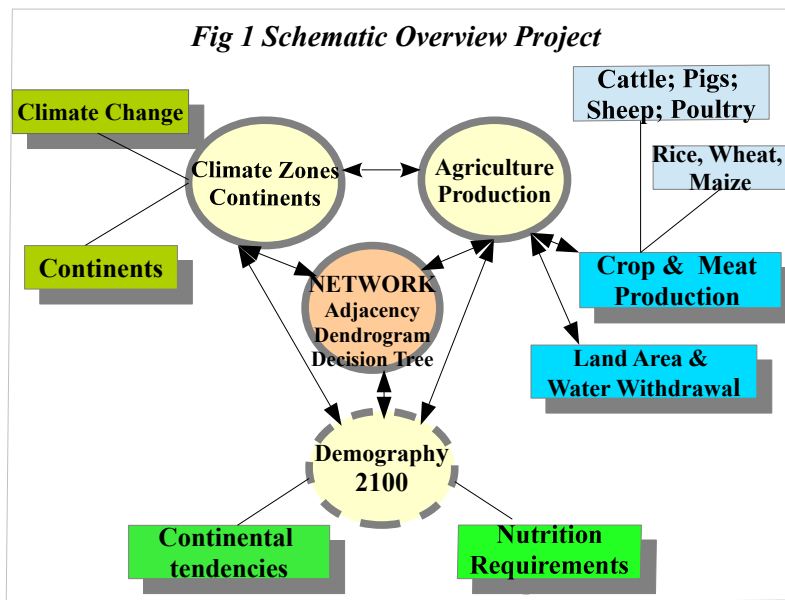 Fig 1 Schematic Overview Project
Cattle; Pigs;
Sheep; Poultry
Climate Change
Climate Zones
Continents
Agriculture
Production
Rice, Wheat,
Maize
Continents
NETWORK
Adjacency
Dendrogram
Decision Tree
Crop & Meat
Production
Land Area &
Water Withdrawal
Demography
2100
Continental
tendencies
Nutrition
Requirements